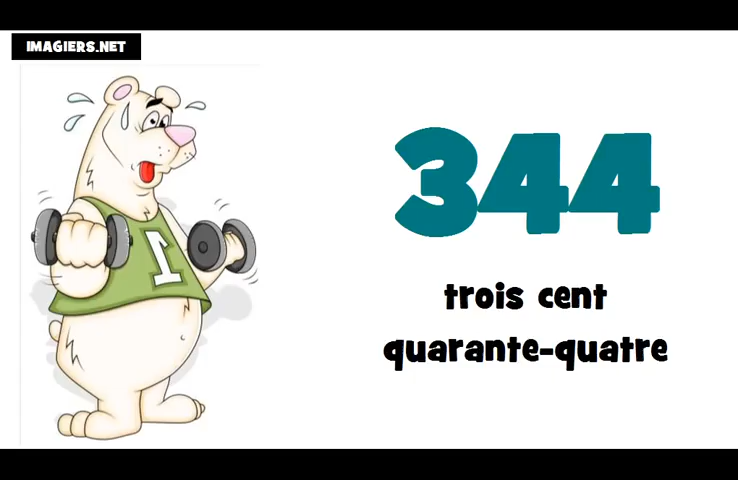 IMAGIERS.NET
1
344
trois cent
quarante-quatre